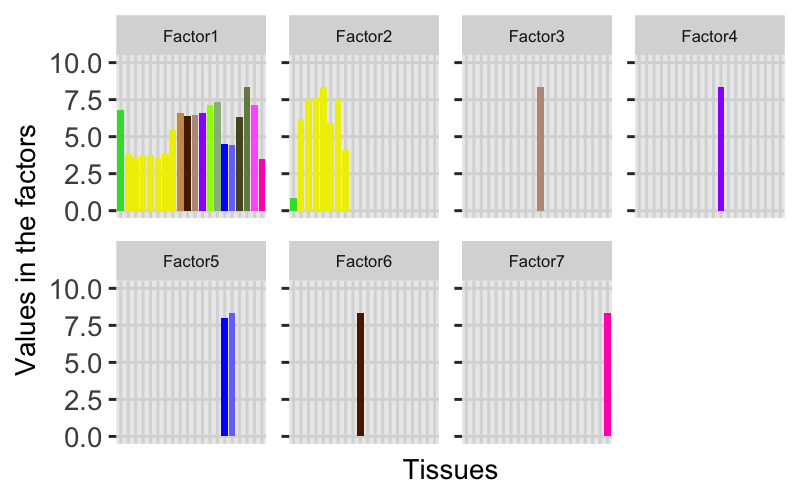 Factor1 Factor2 Factor3 Factor4
10.0
7.5
5.0
2.5
0.0
Values in the factors
Factor5 Factor6 Factor7
10.0
7.5
5.0
2.5
0.0
Tissues